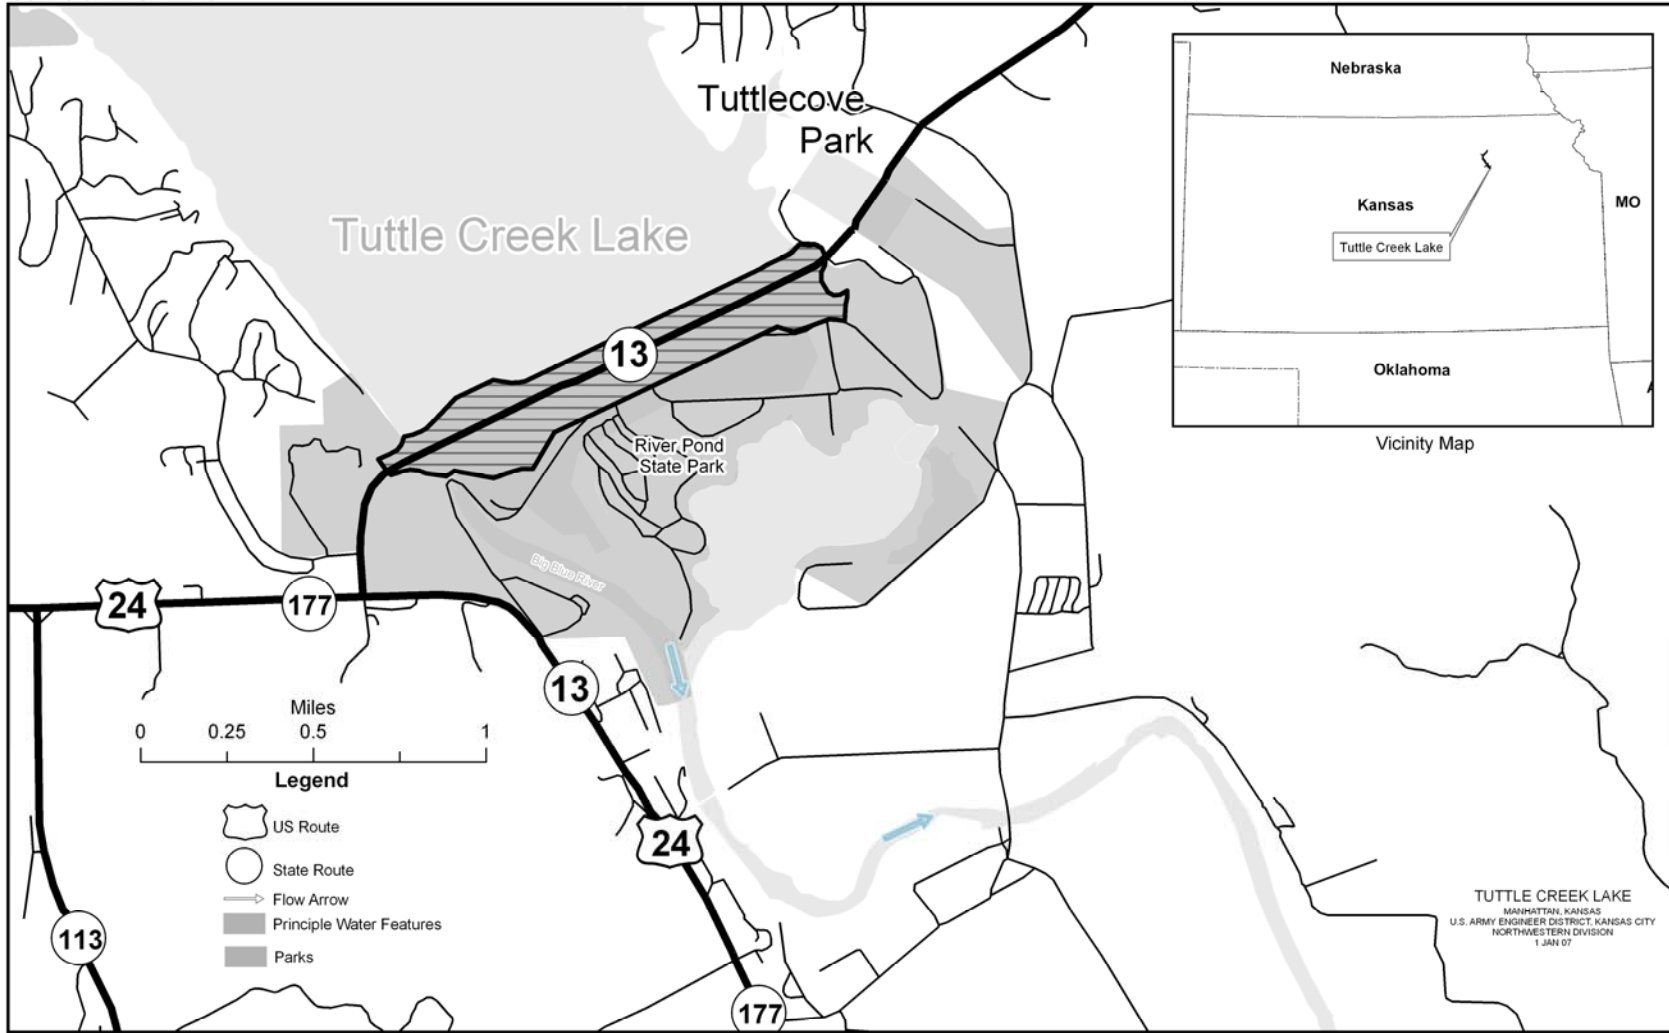 Tuttlecove
Park
Tuttle Creek Lake
13
River Pond
State Park
Big Blue River
24
177
13
24
113
177
Miles
0 0.25 0.5 1
Legend
US Route
State Route
Flow Arrow
Principle Water Features
Parks
Nebraska
Kansas
MO
Tuttle Creek Lake
Oklahoma
A
Vicinity Map
TUTTLE CREEK LAKE
MANHATTAN, KANSAS
U.S. ARMY ENGINEER DISTRICT, KANSAS CITY
NORTHWESTERN DIVISION
1 JAN 07